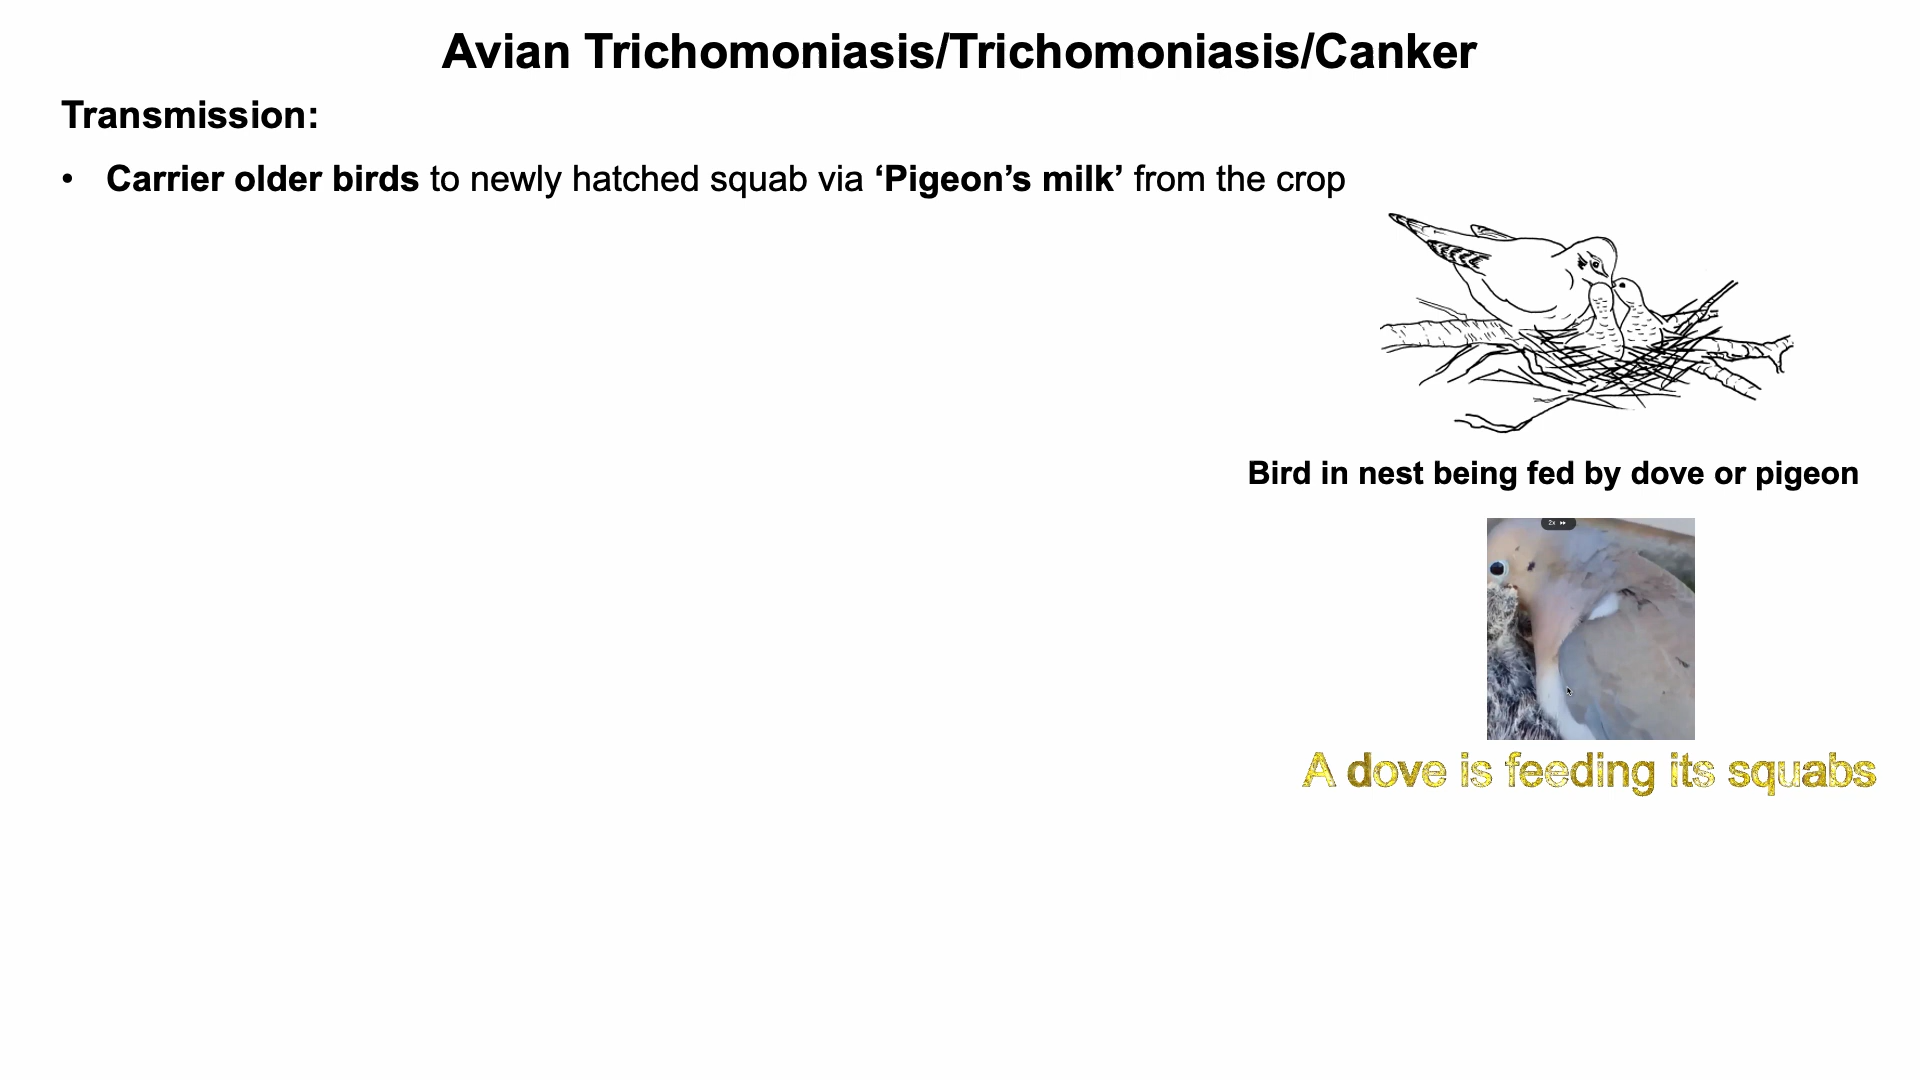 Avian Trichomoniasis/Trichomoniasis/Canker
Transmission:
• Carrier older birds to newly hatched squab via ‘Pigeon’s milk’ from the crop
Bird in nest being fed by dove or pigeon
2x
A dove is feeding its squabs